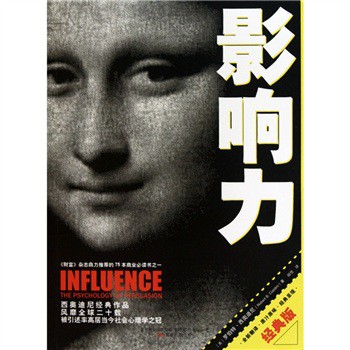 影响力
《财富》杂志鼎力推荐的75本商业必读书之一
INFLUENCE
THE PSYCHOLOGY OF PERSUASION
西奥迪尼经典作品
风靡全球二十载
被引述率高居当今社会心理学之冠
经典版